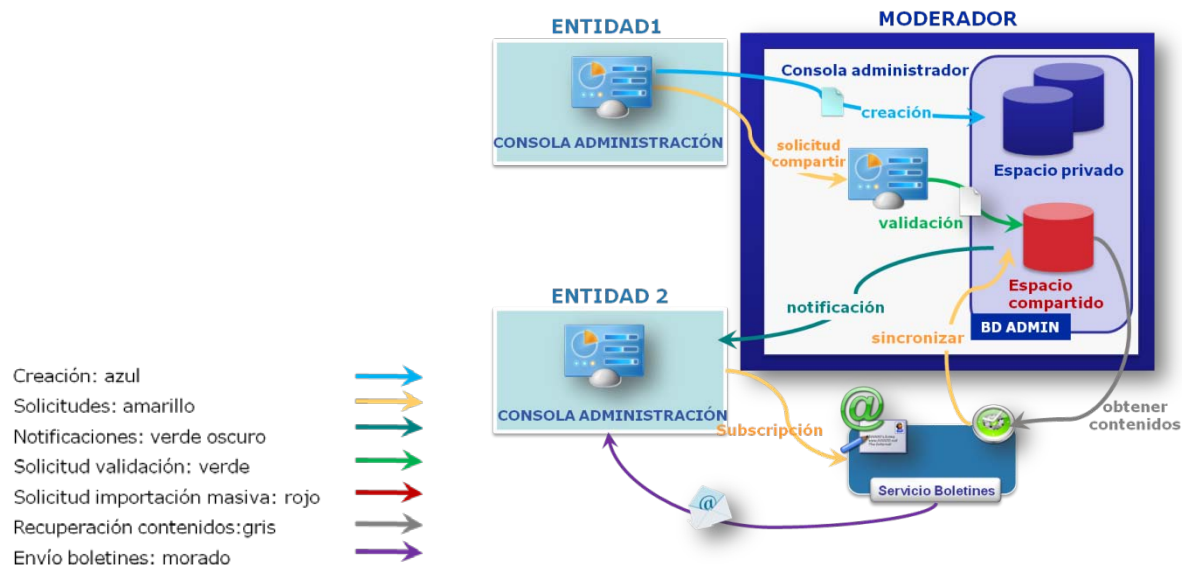 ENTIDAD1
CONSOLA ADMINISTRACIÓN
MODERADOR
Consola administrador
creación
solicitud
compartir
Espacio privado
validación
Espacio
compartido
BD ADMIN
notificación
sincronizar
ENTIDAD 2
CONSOLA ADMINISTRACIÓN
Subscripción
@
Servicio Boletines
@
obtener
contenidos
Creación: azul
Solicitudes: amarillo
Notificaciones: verde oscuro
Solicitud validación: verde
Solicitud importación masiva: rojo
Recuperación contenidos:gris
Envío boletines: morado